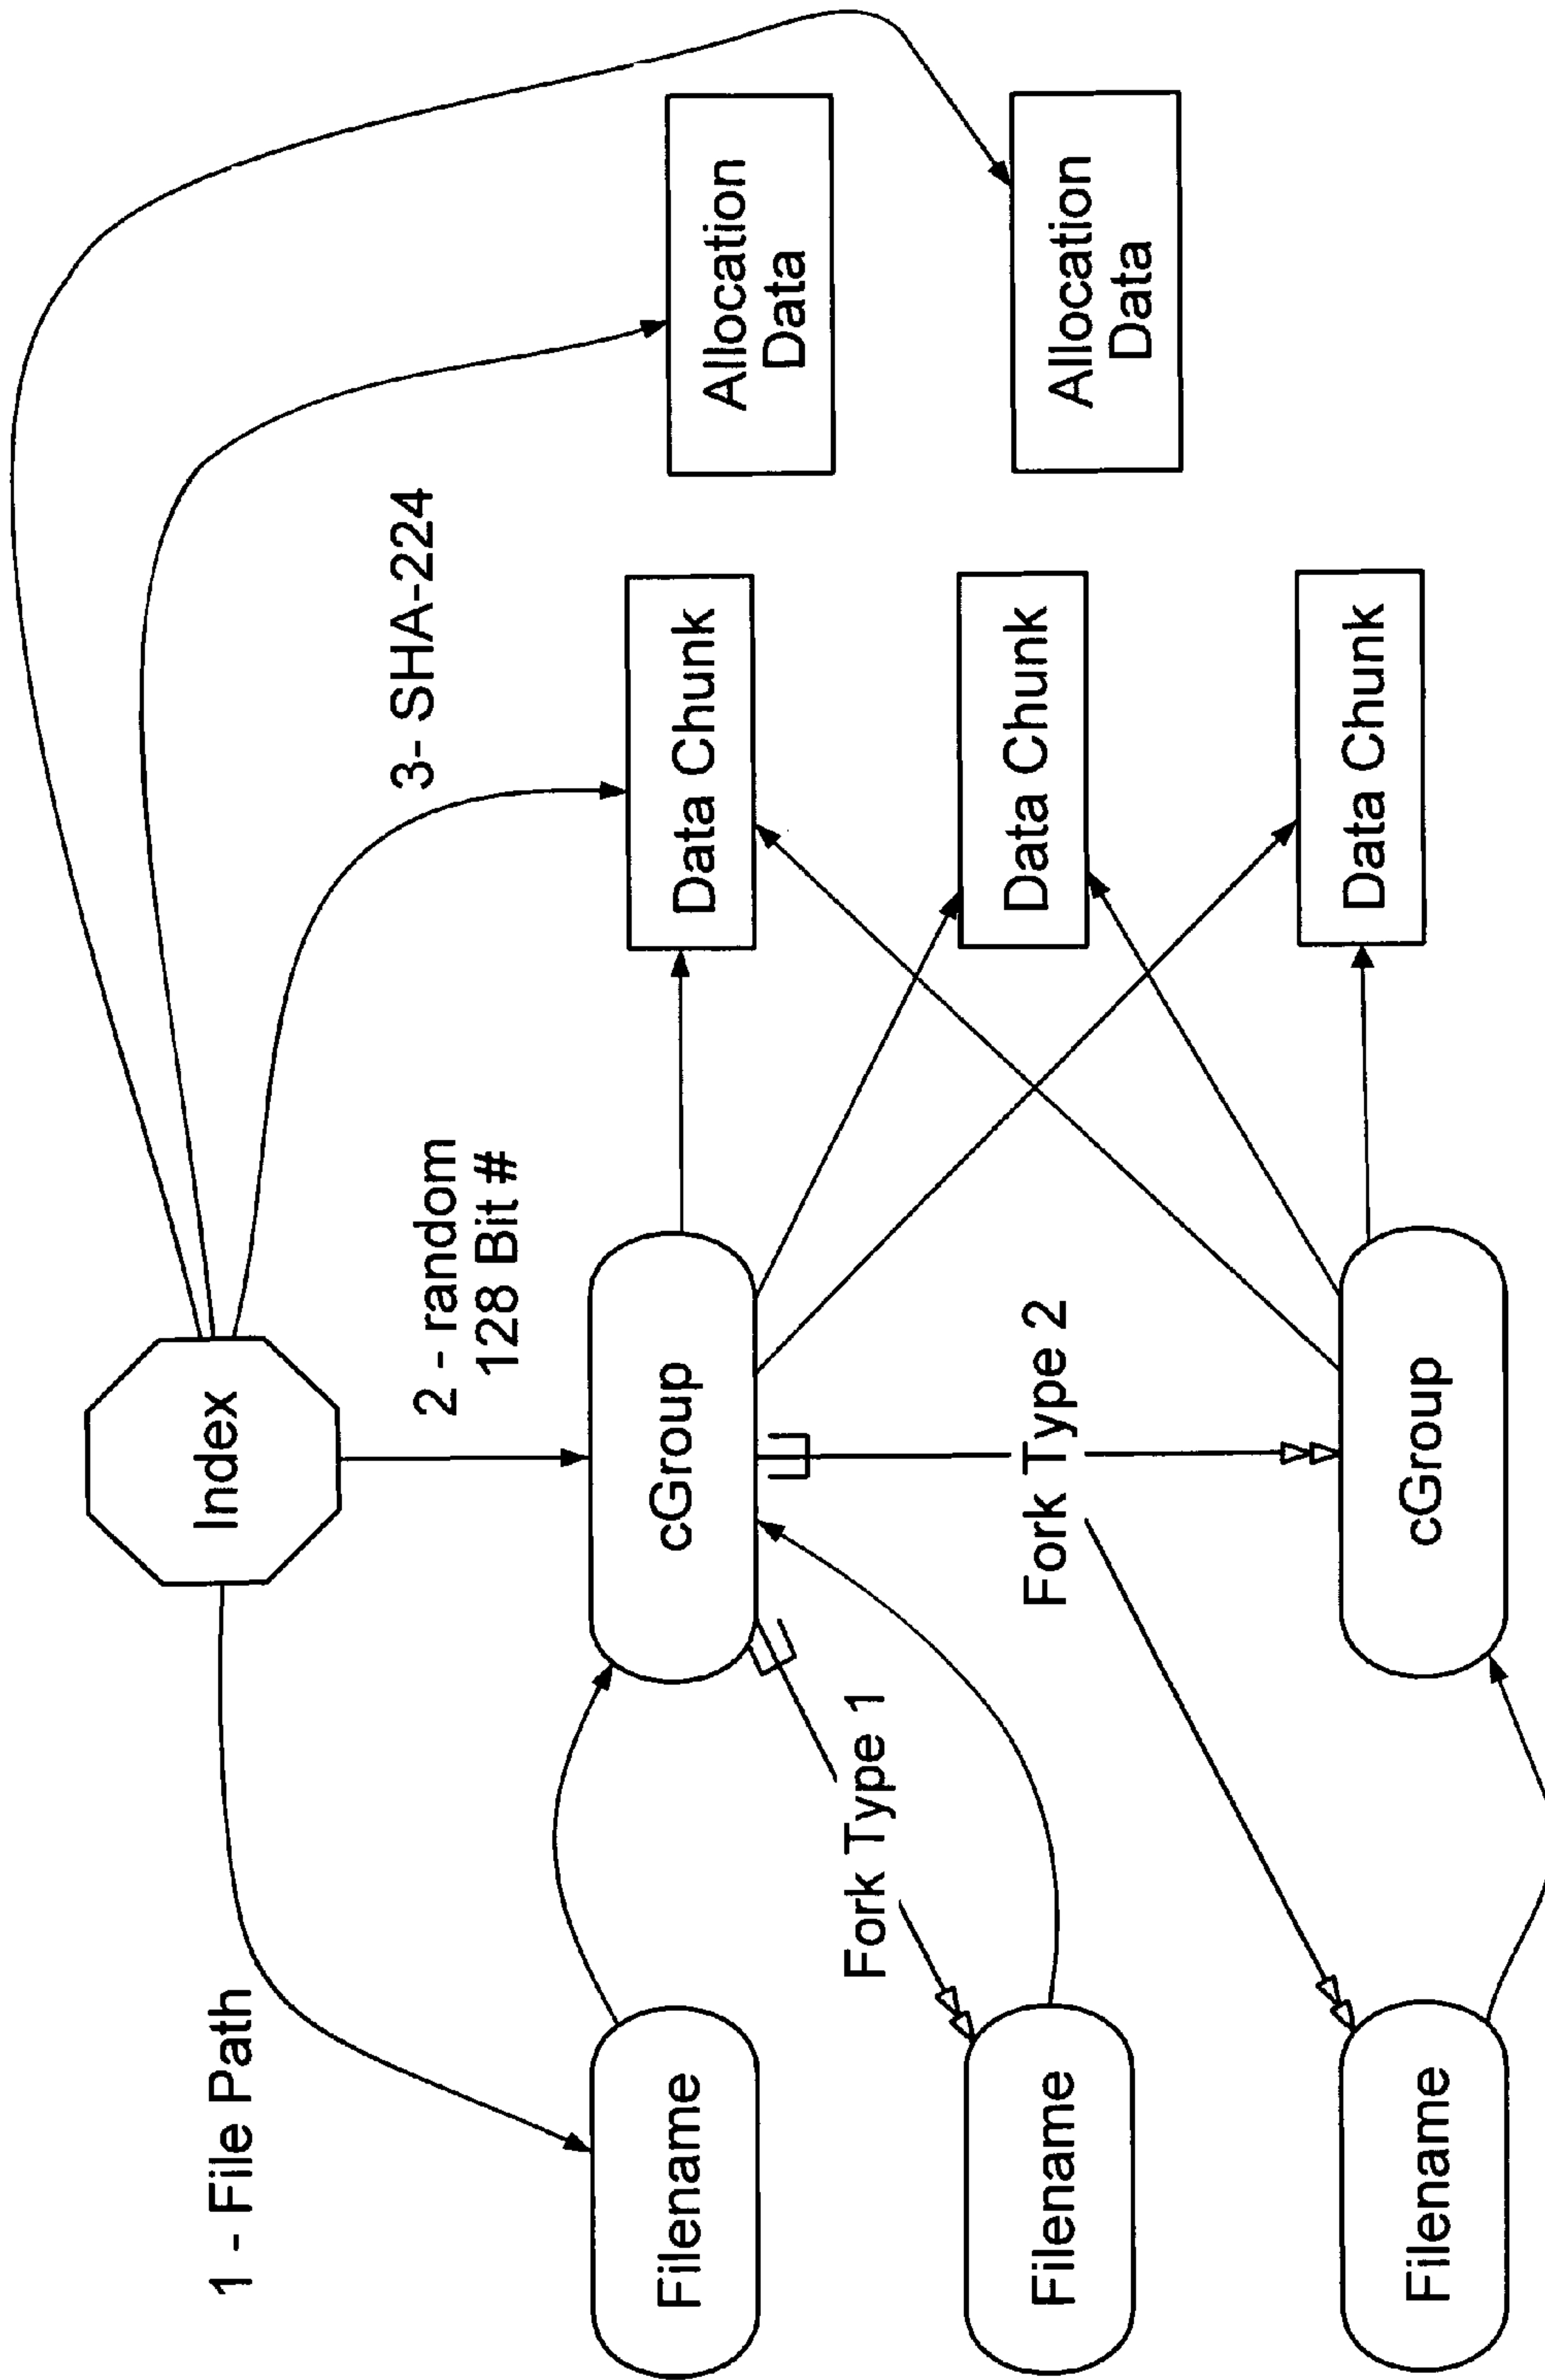 Index
1 - File Path
2 - random
128 Bit #
3- SHA-224
Filename
cGroup
Data Chunk
Allocation
Data
Fork Type 1
Filename
Fork Type 2
Data Chunk
Allocation
Data
Filename
cGroup
Data Chunk